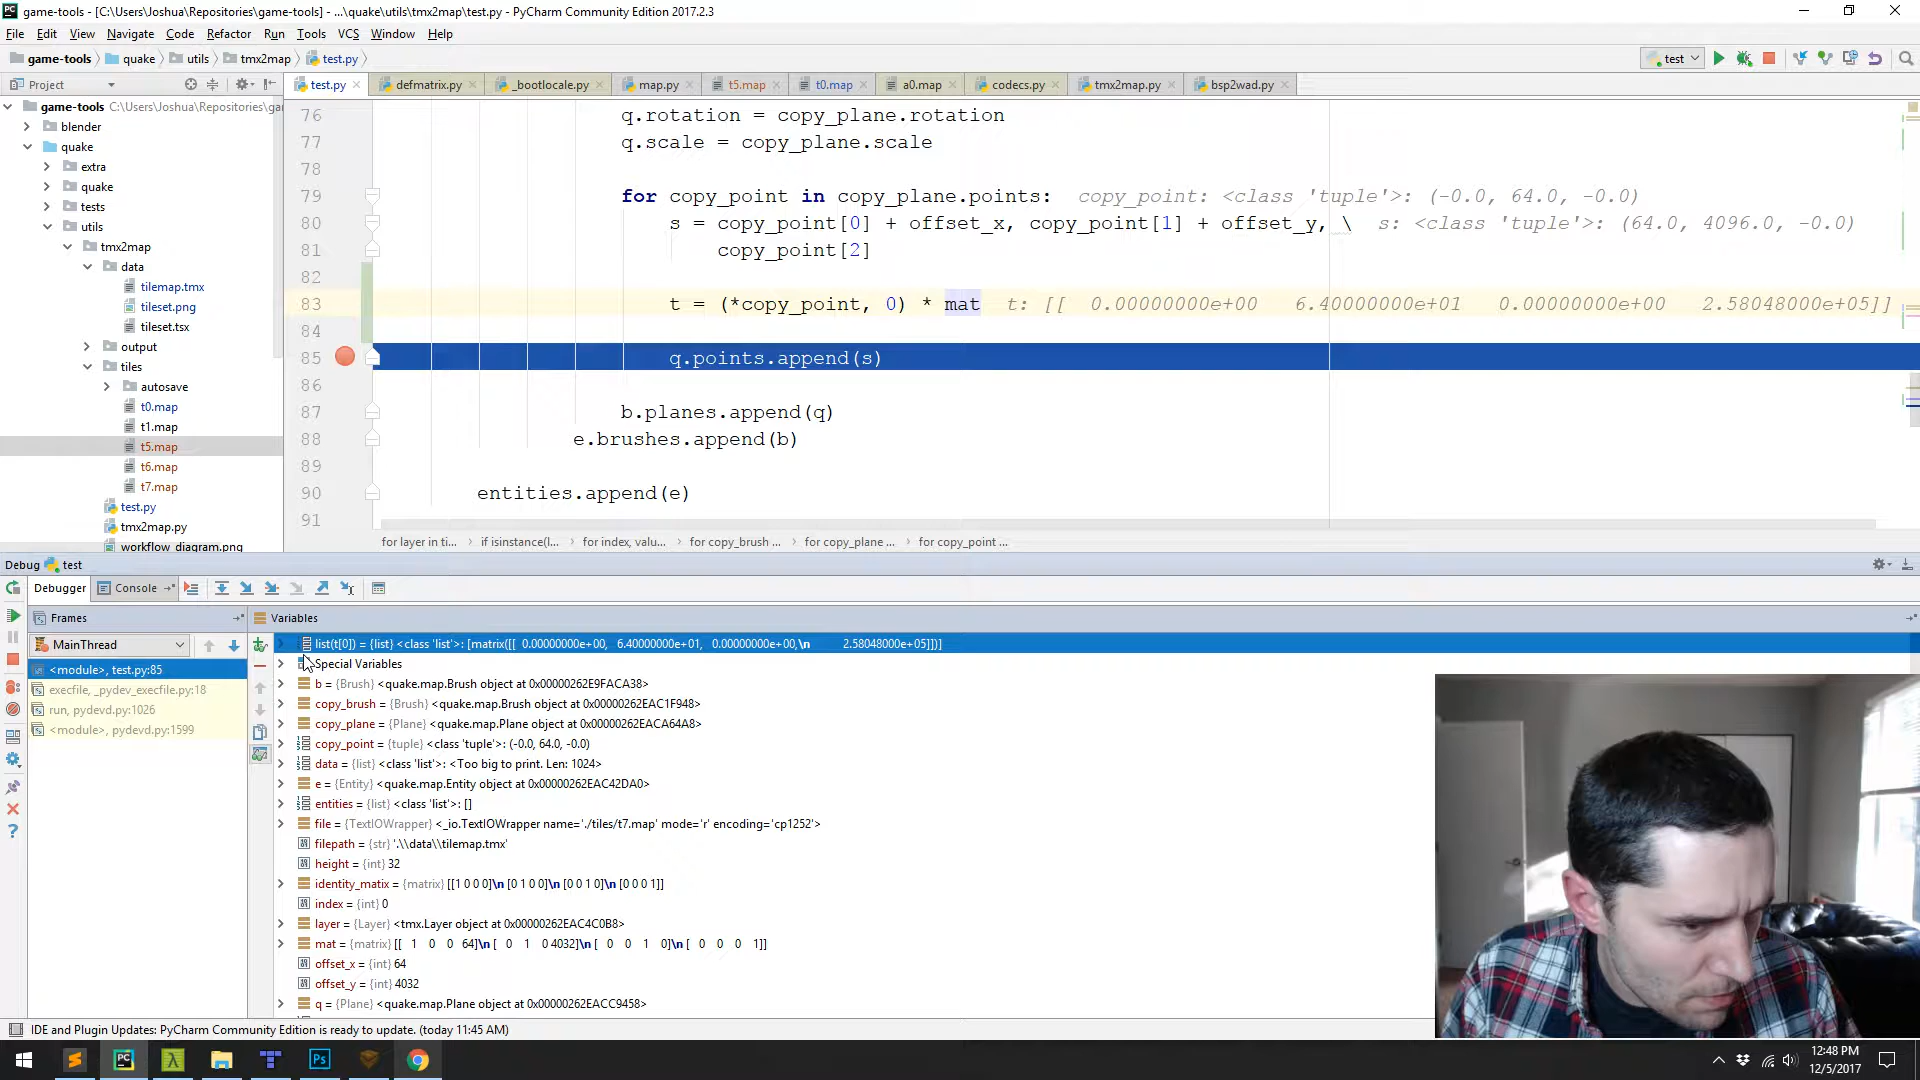 game-tools [C:\Users\Joshua\Repositories\game-tools] - ...\quake\utils\tmx2map\test.py - PyCharm Community Edition 2017.2.3
File Edit View Navigate Code Refactor Run Tools VCS Window Help
game-tools quake utils tmx2map test.py
test
Project
test.py defmatrix.py _bootlocale.py map.py t5.map t0.map a0.map codecs.py tmx2map.py bsp2wad.py
game-tools C:\Users\Joshua\Repositories\ga
blender
quake
extra
quake
tests
utils
tmx2map
data
tilemap.tmx
tileset.png
tileset.tsx
output
tiles
autosave
t0.map
t1.map
t5.map
t6.map
t7.map
test.py
tmx2map.py
workflow_diagram.png
76 q.rotation = copy_plane.rotation
77 q.scale = copy_plane.scale
78
79 for copy_point in copy_plane.points: copy_point: <class 'tuple'>: (-0.0, 64.0, -0.0)
80 s = copy_point[0] + offset_x, copy_point[1] + offset_y, \ s: <class 'tuple'>: (64.0, 4096.0, -0.0)
81 copy_point[2]
82
83 t = (*copy_point, 0) * mat t: [[ 0.00000000e+00 6.40000000e+01 0.00000000e+00 2.58048000e+05]]
84
85 q.points.append(s)
86
87 b.planes.append(q)
88 e.brushes.append(b)
89
90 entities.append(e)
91
for layer in ti... if isinstance(l... for index, valu... for copy_brush ... for copy_plane ... for copy_point ...
Debug test
Debugger Console
Frames
Variables
MainThread
<module>, test.py:85
execfile, _pydev_execfile.py:18
run, pydevd.py:1026
<module>, pydevd.py:1599
list(t[0]) = {list} <class 'list'>: [matrix([[ 0.00000000e+00, 6.40000000e+01, 0.00000000e+00,\n 2.58048000e+05]])]
Special Variables
b = {Brush} <quake.map.Brush object at 0x00000262E9FACA38>
copy_brush = {Brush} <quake.map.Brush object at 0x00000262EAC1F948>
copy_plane = {Plane} <quake.map.Plane object at 0x00000262EACA64A8>
copy_point = {tuple} <class 'tuple'>: (-0.0, 64.0, -0.0)
data = {list} <class 'list'>: <Too big to print. Len: 1024>
e = {Entity} <quake.map.Entity object at 0x00000262EAC42DA0>
entities = {list} <class 'list'>: []
file = {TextIOWrapper} <_io.TextIOWrapper name='./tiles/t7.map' mode='r' encoding='cp1252'>
filepath = {str} '.\\data\\tilemap.tmx'
height = {int} 32
identity_matix = {matrix} [[1 0 0 0]\n [0 1 0 0]\n [0 0 1 0]\n [0 0 0 1]]
index = {int} 0
layer = {Layer} <tmx.Layer object at 0x00000262EAC4C0B8>
mat = {matrix} [[ 1 0 0 64]\n [ 0 1 0 4032]\n [ 0 0 1 0]\n [ 0 0 0 1]]
offset_x = {int} 64
offset_y = {int} 4032
q = {Plane} <quake.map.Plane object at 0x00000262EACC9458>
IDE and Plugin Updates: PyCharm Community Edition is ready to update. (today 11:45 AM)
12:48 PM
12/5/2017